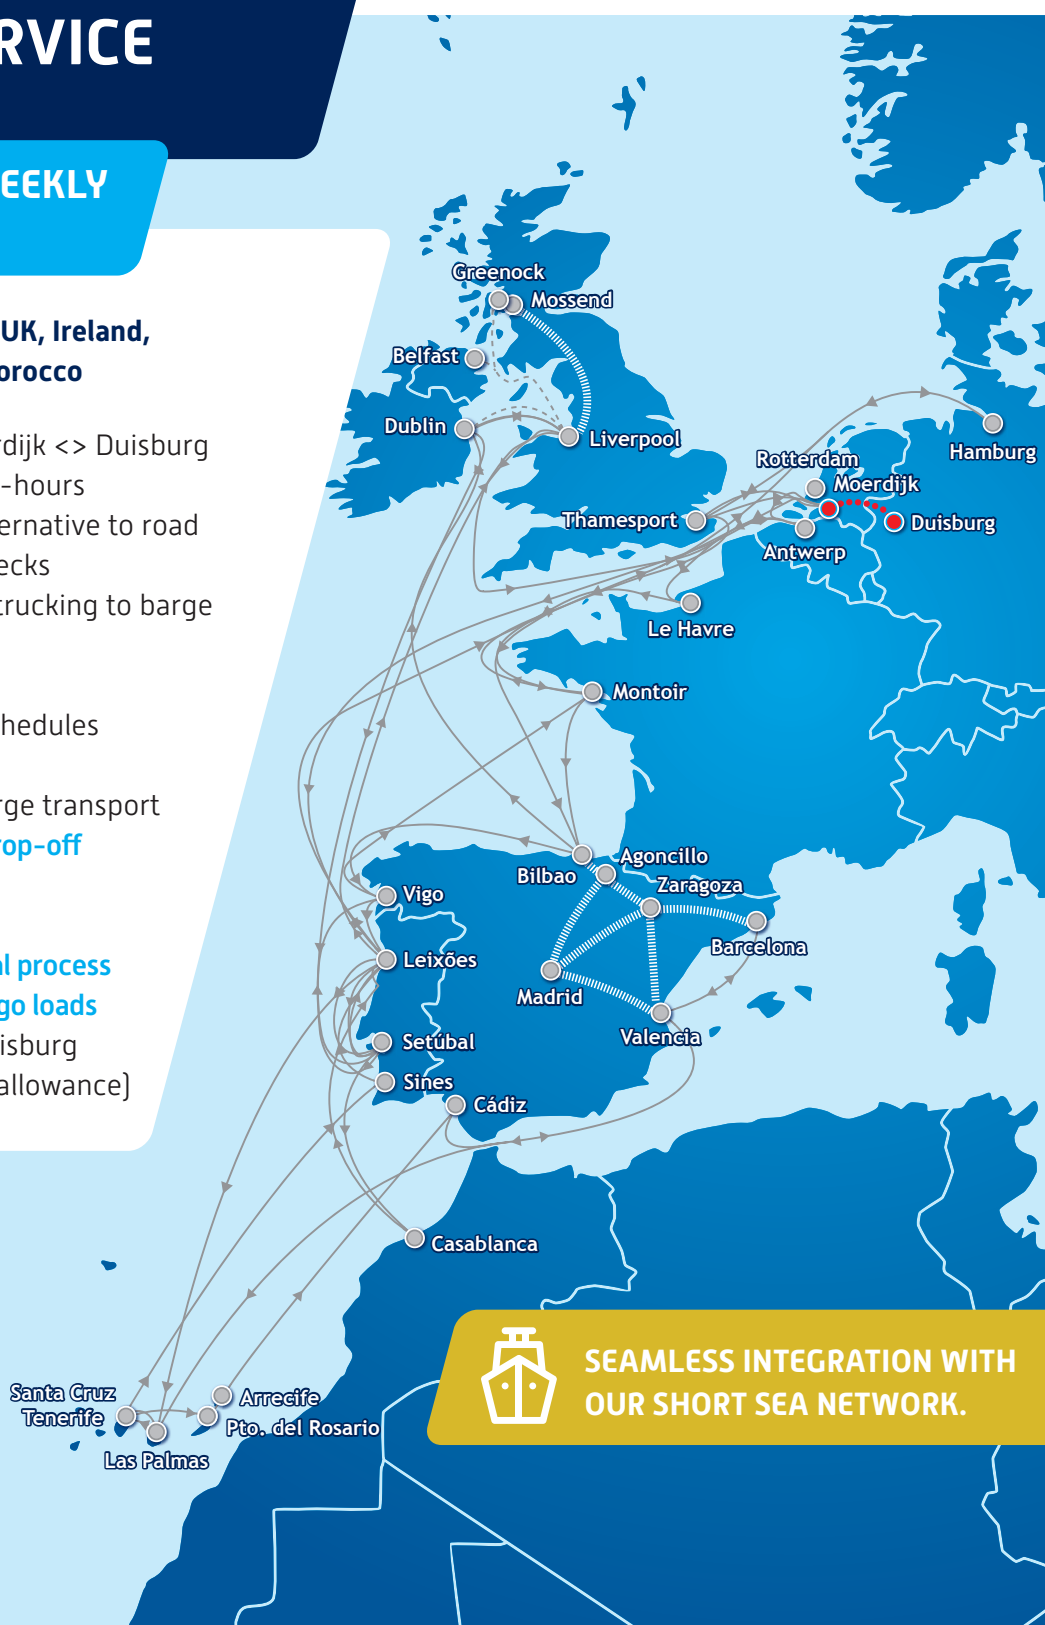 RVICE
EEKLY
UK, Ireland,
orocco
rdijk <> Duisburg
-hours
ernative to road
ecks
trucking to barge
hedules
rge transport
rop-off
al process
go loads
isburg
allowance)
Greenock
Mossend
Belfast
Dublin
Liverpool
Hamburg
Rotterdam
Moerdijk
Thamesport
Duisburg
Antwerp
Le Havre
Montoir
Agoncillo
Bilbao
Zaragoza
Vigo
Barcelona
Leixões
Madrid
Valencia
Setúbal
Sines
Cádiz
Casablanca
SEAMLESS INTEGRATION WITH
OUR SHORT SEA NETWORK.
Santa Cruz
Tenerife
Arrecife
Pto. del Rosario
Las Palmas